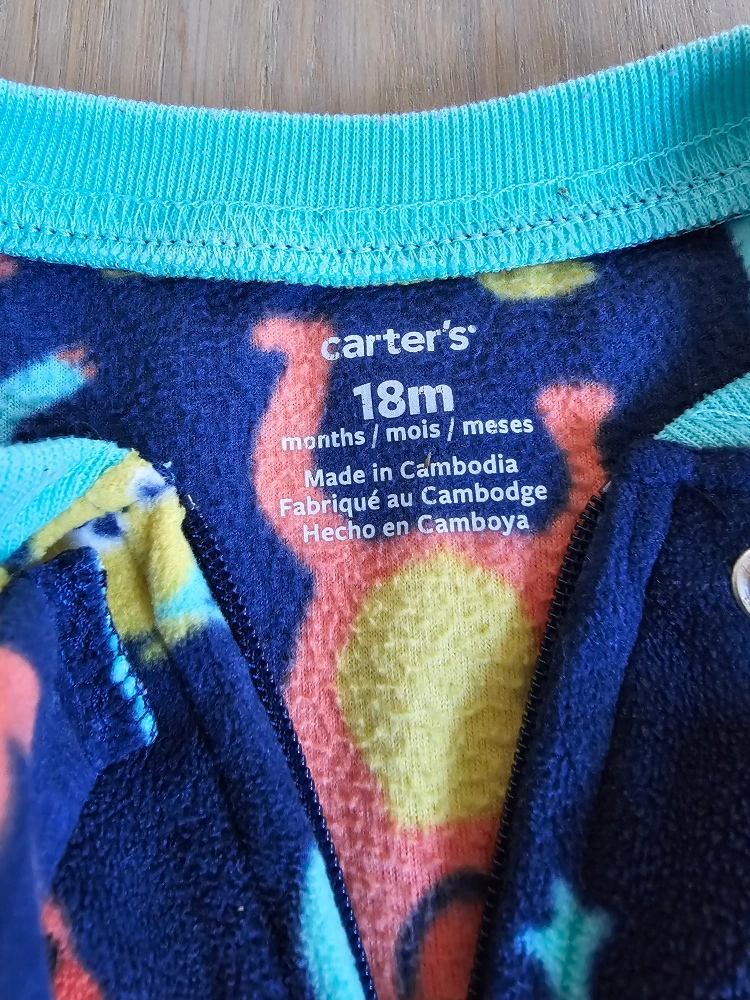 carter's
18m
months / mois / meses
Made in Cambodia
Fabriqué au Cambodge
Hecho en Camboya